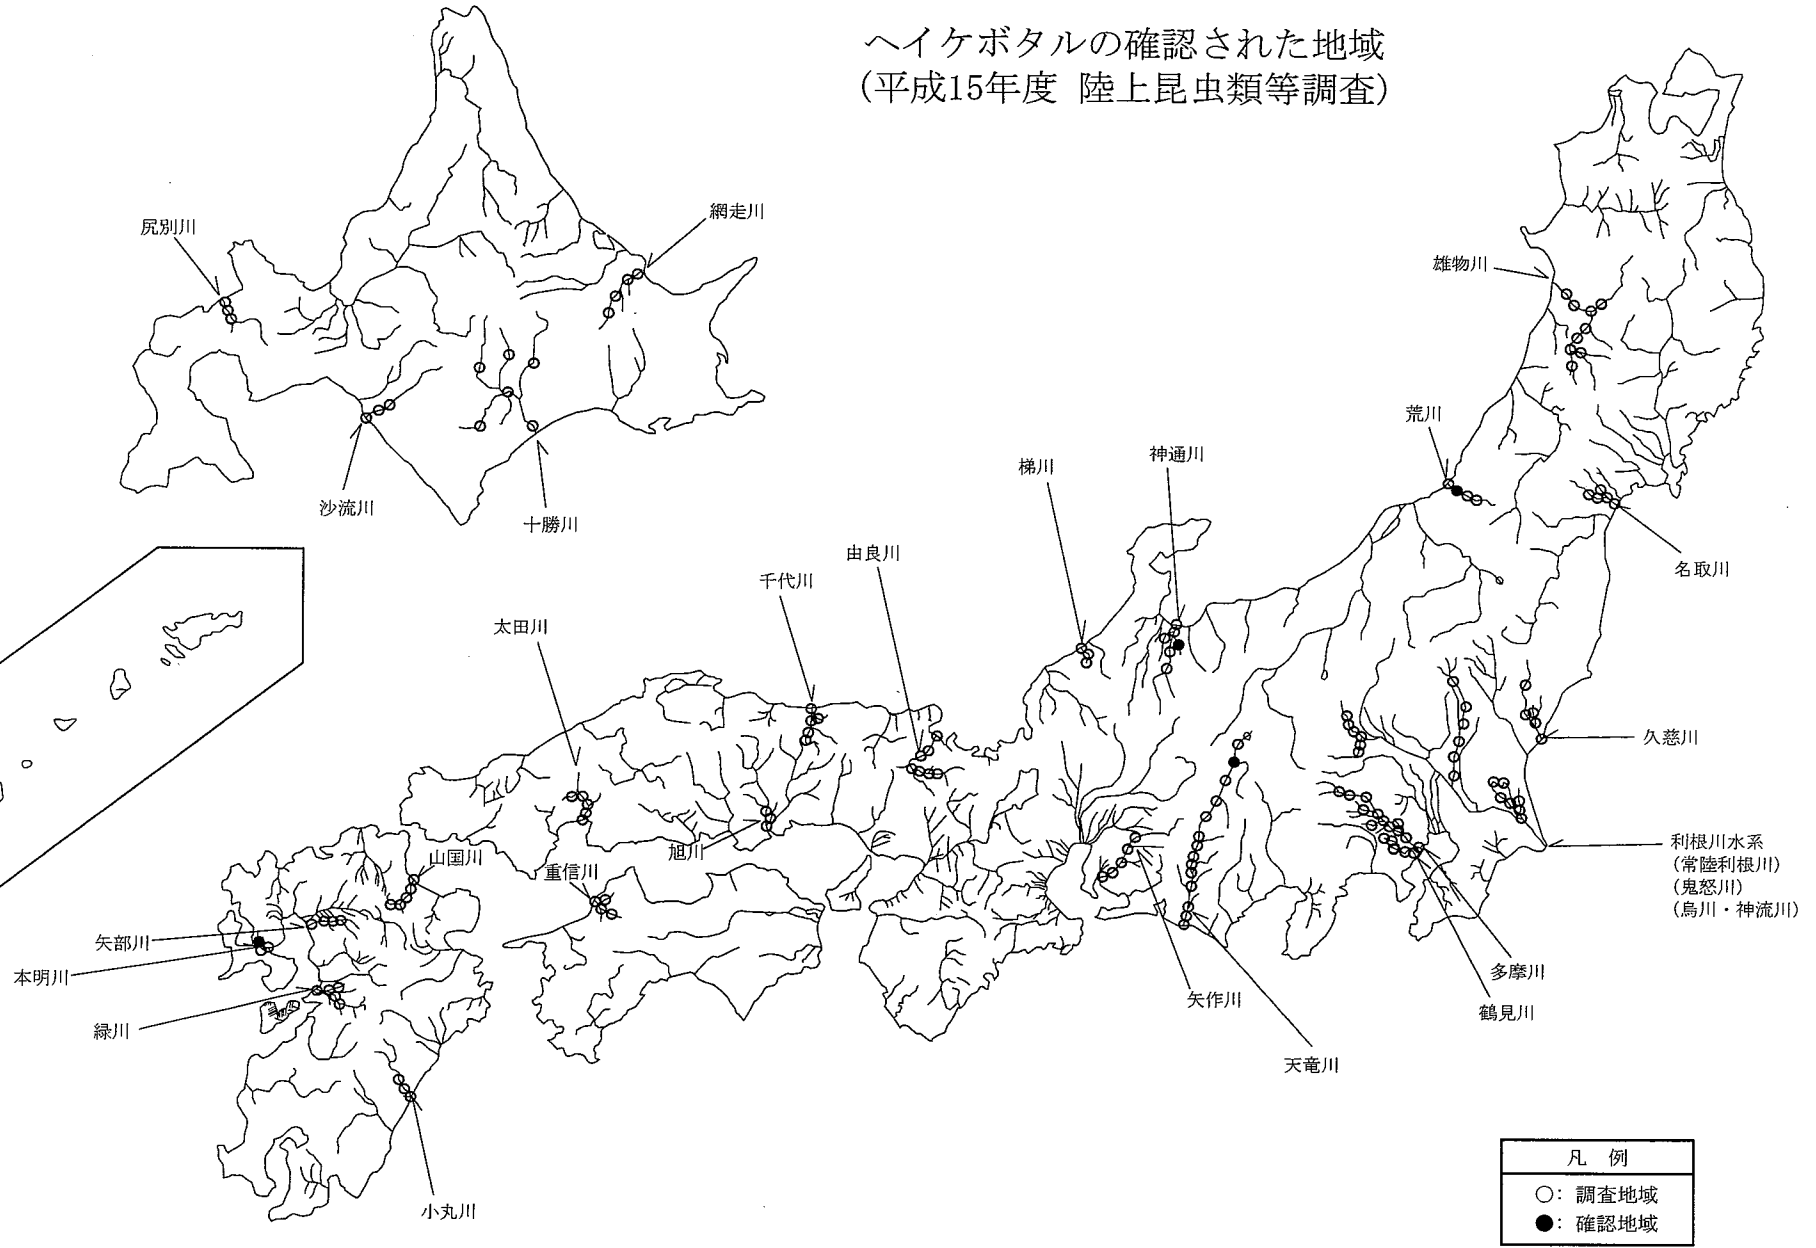 ヘイケボタルの確認された地域
(平成15年度 陸上昆虫類等調査)
尻別川
網走川
沙流川
十勝川
雄物川
荒川
名取川
神通川
梯川
由良川
千代川
太田川
久慈川
利根川水系
(常陸利根川)
(鬼怒川)
(烏川・神流川)
旭川
重信川
山国川
矢部川
本明川
緑川
小丸川
多摩川
鶴見川
矢作川
天竜川
凡 例
○: 調査地域
●: 確認地域